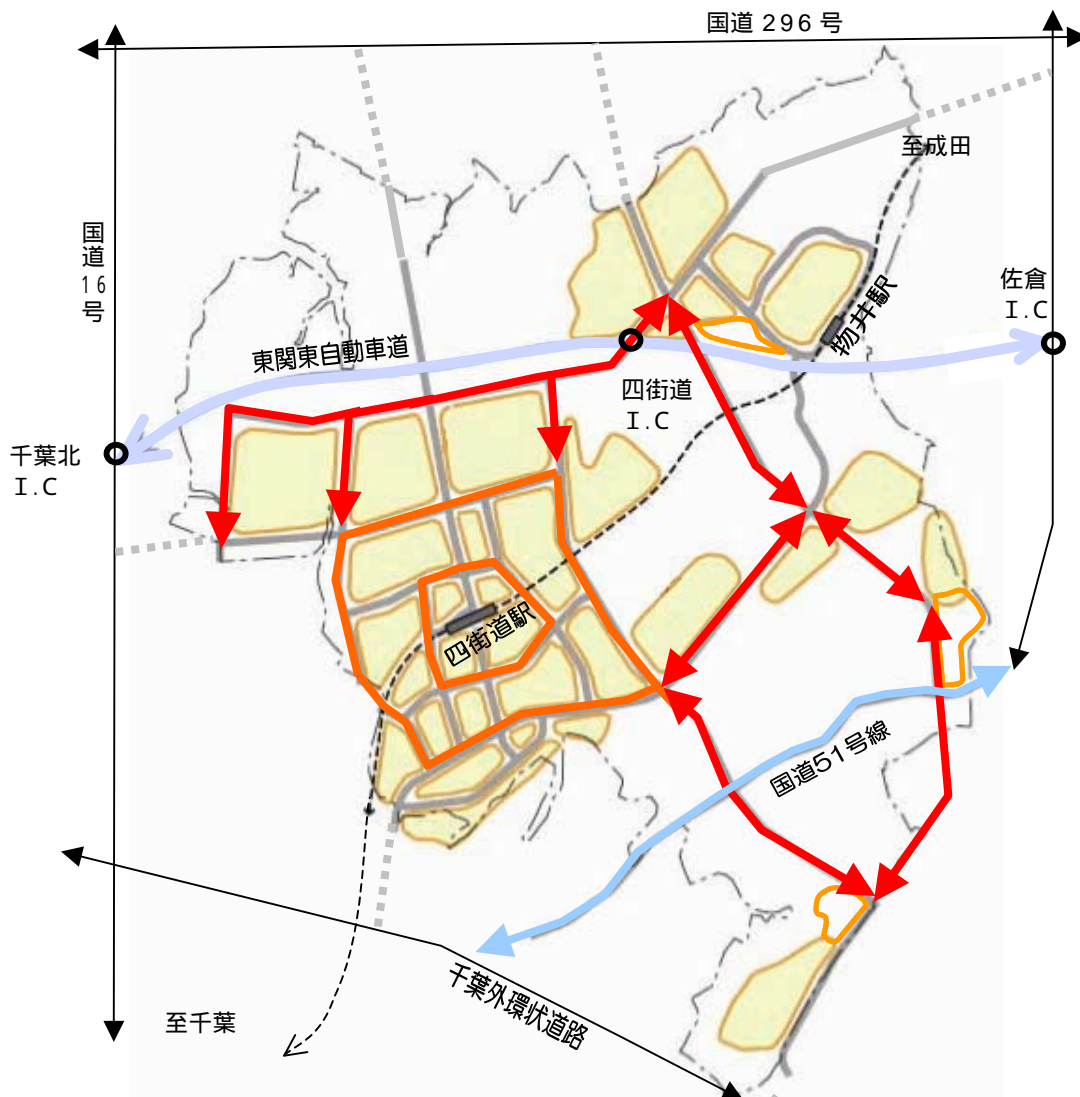 国道296号
至成田
国道16号
佐倉
I.C
物井駅
東関東自動車道
四街道
I.C
千葉北
I.C
四街道駅
国道51号線
千葉外環状道路
至千葉